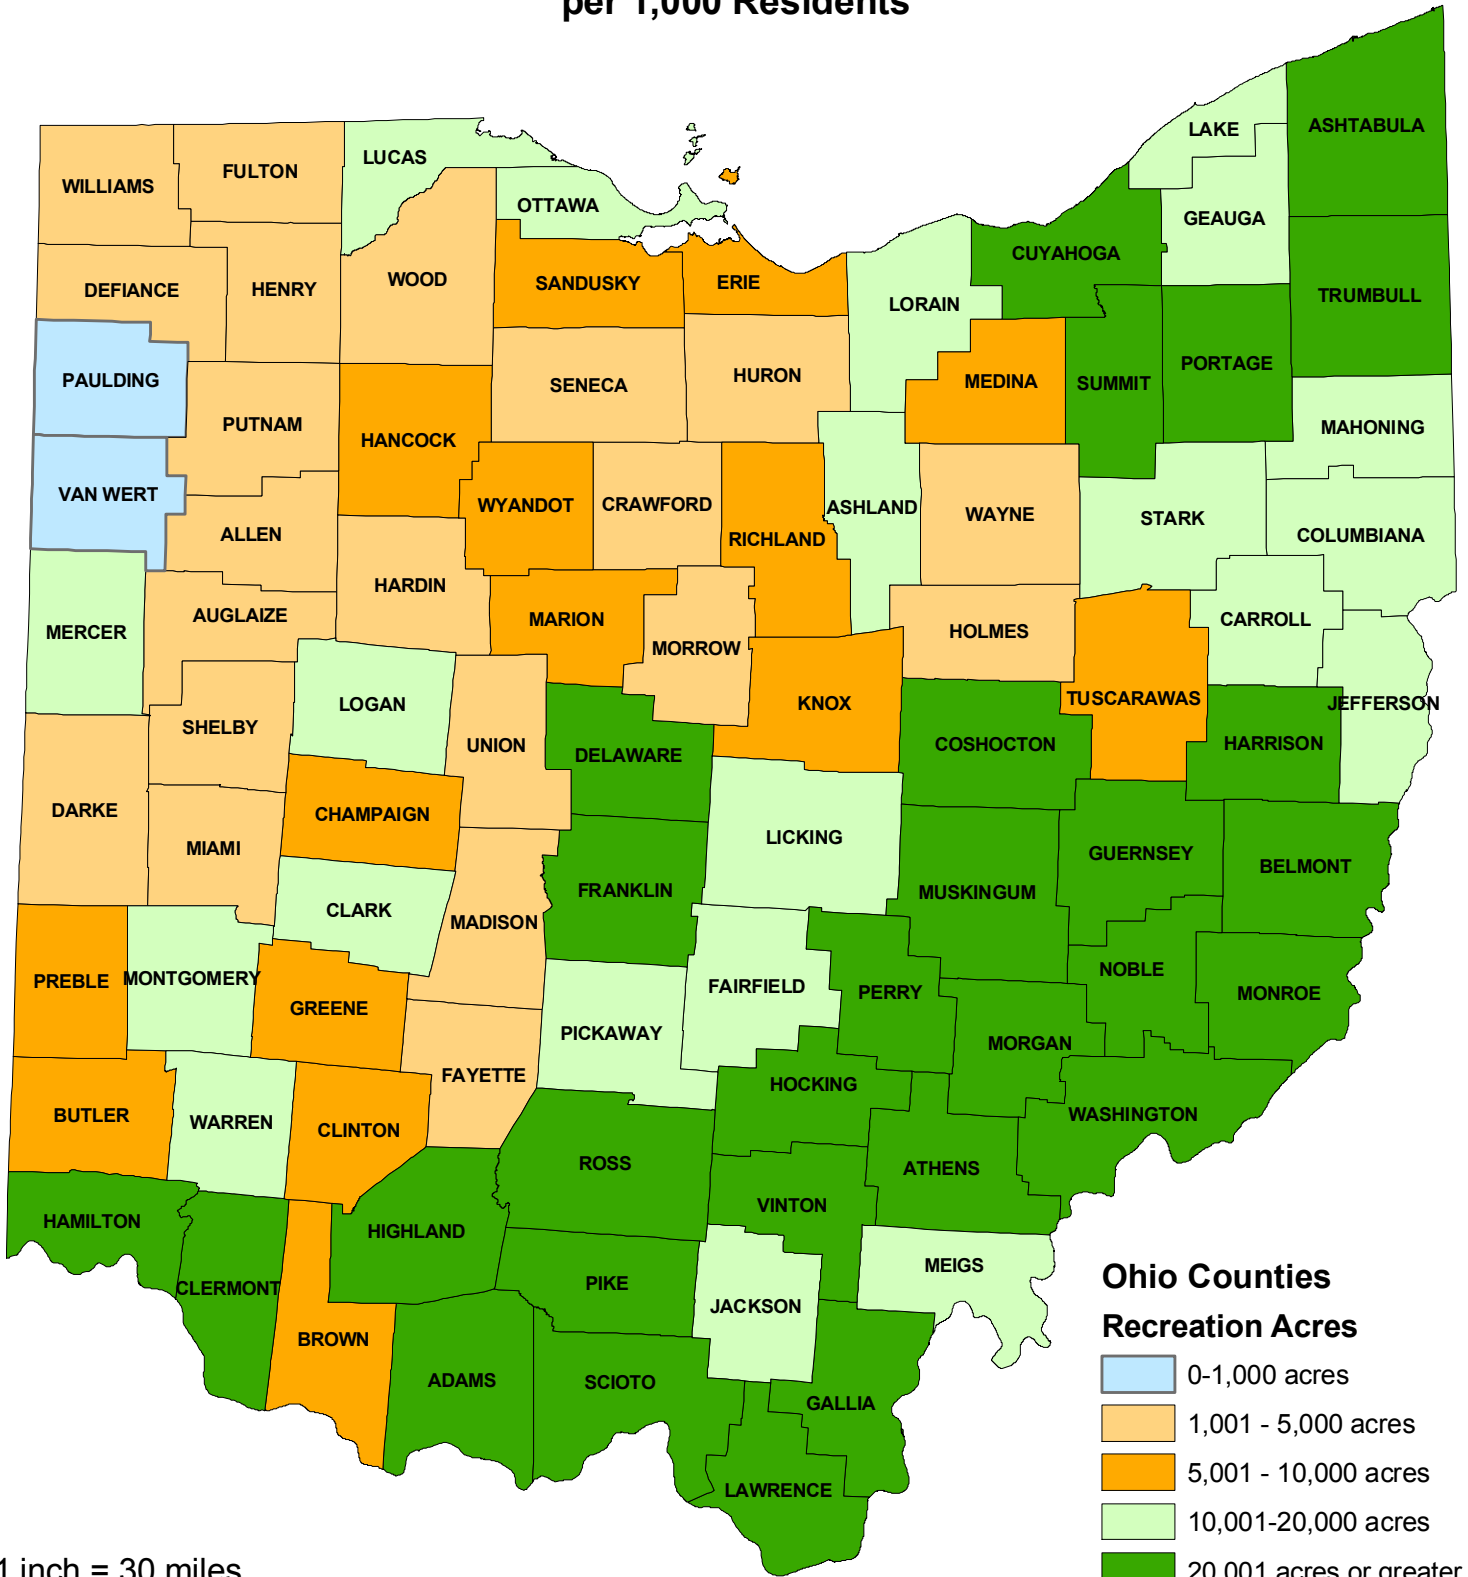 per 1,000 Residents
LAKE
ASHTABULA
LUCAS
FULTON
WILLIAMS
OTTAWA
GEAUGA
CUYAHOGA
WOOD
SANDUSKY
ERIE
DEFIANCE
HENRY
TRUMBULL
LORAIN
PORTAGE
HURON
PAULDING
SENECA
MEDINA
SUMMIT
PUTNAM
MAHONING
HANCOCK
VAN WERT
WYANDOT
CRAWFORD
ASHLAND
WAYNE
STARK
ALLEN
RICHLAND
COLUMBIANA
HARDIN
AUGLAIZE
MARION
CARROLL
MERCER
HOLMES
MORROW
LOGAN
KNOX
TUSCARAWAS
JEFFERSON
SHELBY
UNION
COSHOCTON
HARRISON
DELAWARE
DARKE
CHAMPAIGN
LICKING
MIAMI
GUERNSEY
BELMONT
FRANKLIN
MUSKINGUM
CLARK
MADISON
NOBLE
PREBLE
MONTGOMERY
FAIRFIELD
PERRY
MONROE
GREENE
PICKAWAY
MORGAN
FAYETTE
HOCKING
BUTLER
WARREN
CLINTON
WASHINGTON
ROSS
ATHENS
VINTON
HAMILTON
HIGHLAND
MEIGS
CLERMONT
PIKE
JACKSON
BROWN
ADAMS
SCIOTO
GALLIA
LAWRENCE
Ohio Counties
Recreation Acres
0-1,000 acres
1,001 - 5,000 acres
5,001 - 10,000 acres
10,001-20,000 acres
20,001 acres or greater
1 inch = 30 miles